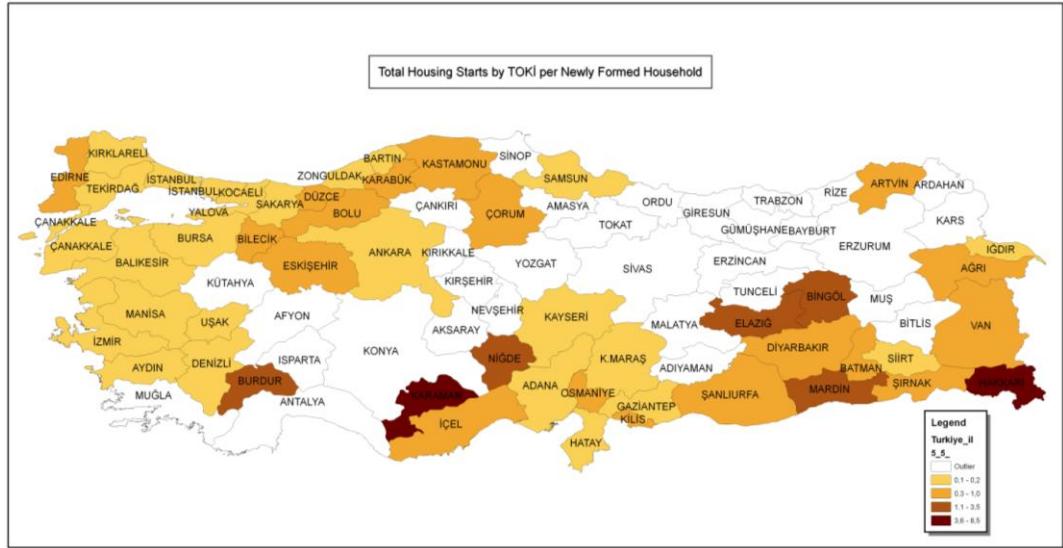 Total Housing Starts by TOKİ per Newly Formed Household
KIRKLARELİ
EDİRNE
TEKİRDAĞ
İSTANBUL
İSTANBUL
KOCAELİ
YALOVA
SAKARYA
DÜZCE
ZONGULDAK
BARTIN
KARABÜK
KASTAMONU
SİNOP
SAMSUN
BOLU
ÇANKIRI
ÇORUM
AMASYA
ORDU
GİRESUN
TRABZON
RİZE
ARTVİN
ARDAHAN
KARS
ÇANAKKALE
ÇANAKKALE
BALIKESİR
BURSA
BİLECİK
ESKİŞEHİR
ANKARA
KIRIKKALE
YOZGAT
TOKAT
SİVAS
GÜMÜŞHANE
BAYBURT
ERZURUM
ERZİNCAN
IĞDIR
AĞRI
KÜTAHYA
MANİSA
UŞAK
AFYON
KIRŞEHİR
NEVŞEHİR
KAYSERİ
TUNCELİ
BİNGÖL
MUŞ
BİTLİS
VAN
İZMİR
AYDIN
DENİZLİ
ISPARTA
KONYA
AKSARAY
NİĞDE
MALATYA
ELAZIĞ
DİYARBAKIR
BATMAN
SİİRT
MUĞLA
BURDUR
ANTALYA
KARAMAN
İÇEL
ADANA
K.MARAŞ
OSMANİYE
ADIYAMAN
GAZİANTEP
KİLİS
HATAY
ŞANLIURFA
MARDİN
ŞIRNAK
HAKKARİ
Legend
Turkiye_il
5_5_
Outlier
0,1 - 0,2
0,3 - 1,0
1,1 - 3,5
3,6 - 8,5